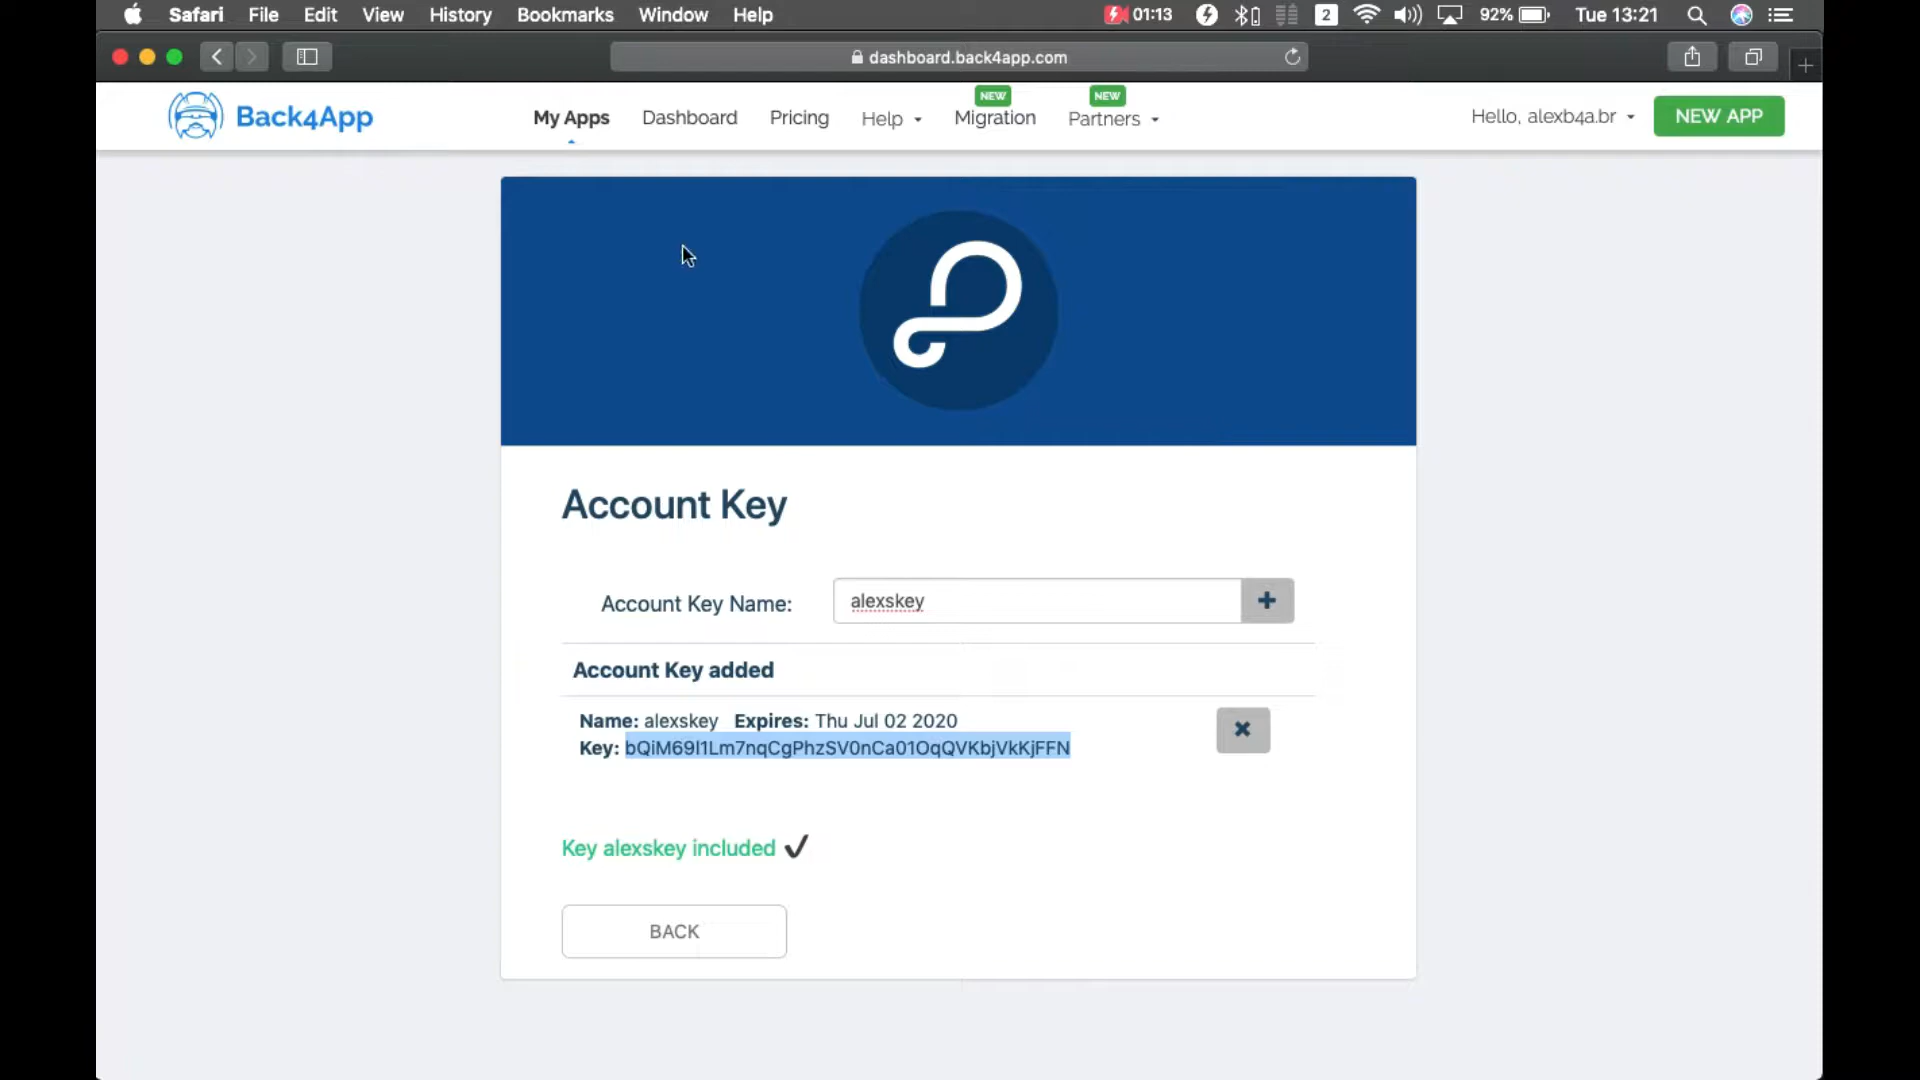 Safari File Edit View History Bookmarks Window Help 01:13 2 92% Tue 13:21
dashboard.back4app.com
Back4App My Apps Dashboard Pricing Help NEW Migration NEW Partners Hello, alexb4a.br NEW APP
Account Key
Account Key Name: alexskey
Account Key added
Name: alexskey Expires: Thu Jul 02 2020
Key: bQiM69I1Lm7nqCgPhzSV0nCa01OqQVKbjVkKjFFN
Key alexskey included
BACK